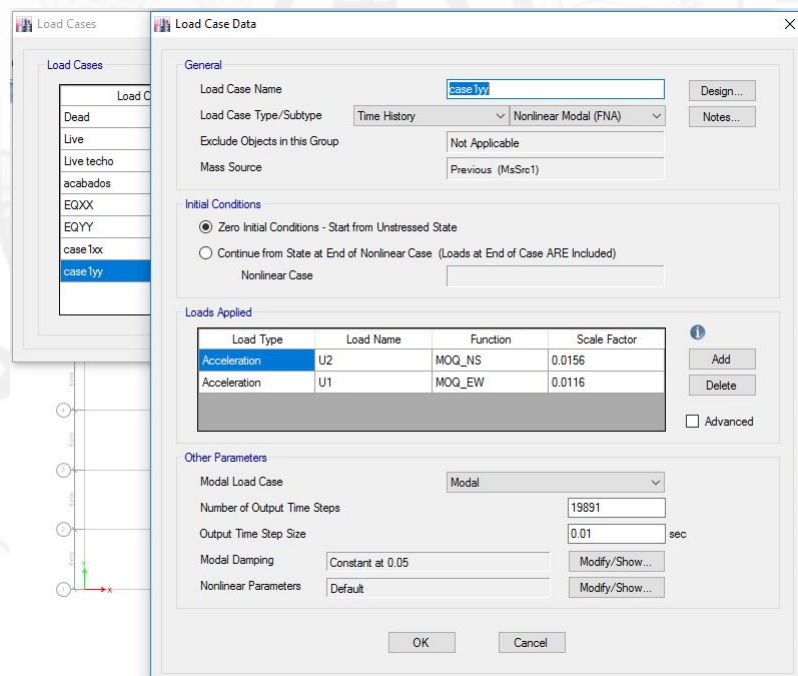 Load Cases
Load Case Data
Load Cases
Load C
Dead
Live
Live techo
acabados
EQXX
EQYY
case1xx
case1yy
General
Load Case Name
case1yy
Design...
Load Case Type/Subtype
Time History
Nonlinear Modal (FNA)
Notes...
Exclude Objects in this Group
Not Applicable
Mass Source
Previous (MsSrc1)
Initial Conditions
Zero Initial Conditions - Start from Unstressed State
Continue from State at End of Nonlinear Case (Loads at End of Case ARE Included)
Nonlinear Case
Loads Applied
Load Type Load Name Function Scale Factor
Acceleration U2 MOQ_NS 0.0156
Acceleration U1 MOQ_EW 0.0116
Add
Delete
Advanced
Other Parameters
Modal Load Case
Modal
Number of Output Time Steps
19891
Output Time Step Size
0.01 sec
Modal Damping
Constant at 0.05
Modify/Show...
Nonlinear Parameters
Default
Modify/Show...
OK
Cancel
4
3
2
1
Y
X